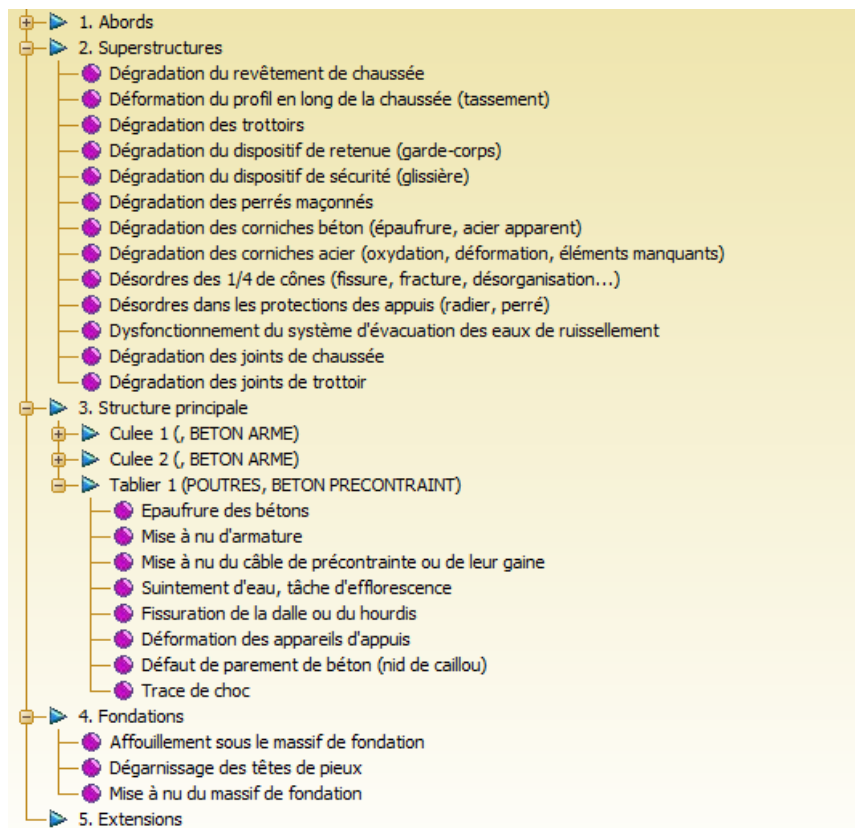 1. Abords
2. Superstructures
Dégradation du revêtement de chaussée
Déformation du profil en long de la chaussée (tassement)
Dégradation des trottoirs
Dégradation du dispositif de retenue (garde-corps)
Dégradation du dispositif de sécurité (glissière)
Dégradation des perrés maçonnés
Dégradation des corniches béton (épaufrure, acier apparent)
Dégradation des corniches acier (oxydation, déformation, éléments manquants)
Désordres des 1/4 de cônes (fissure, fracture, désorganisation...)
Désordres dans les protections des appuis (radier, perré)
Dysfonctionnement du système d'évacuation des eaux de ruissellement
Dégradation des joints de chaussée
Dégradation des joints de trottoir
3. Structure principale
Culee 1 (, BETON ARME)
Culee 2 (, BETON ARME)
Tablier 1 (POUTRES, BETON PRECONTRAINT)
Epaufrure des bétons
Mise à nu d'armature
Mise à nu du câble de précontrainte ou de leur gaine
Suintement d'eau, tâche d'efflorescence
Fissuration de la dalle ou du hourdis
Déformation des appareils d'appuis
Défaut de parement de béton (nid de caillou)
Trace de choc
4. Fondations
Affouillement sous le massif de fondation
Dégarnissage des têtes de pieux
Mise à nu du massif de fondation
5. Extensions